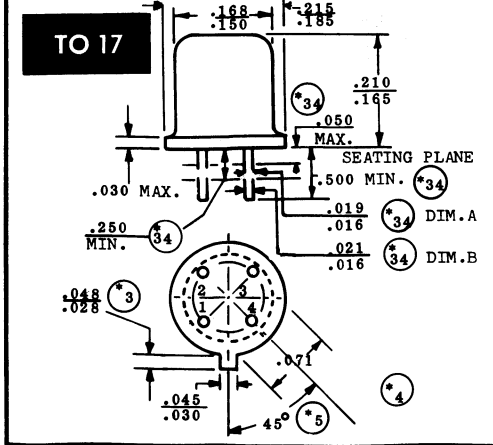 TO 17
.168
.150
.215
.185
*34
.210
.165
.050
MAX.
SEATING PLANE
.030 MAX.
.500 MIN. *34
.250
MIN. *34
.019
.016 *34 DIM.A
.021
.016 *34 DIM.B
.048
.028 *3
2 3
1 4
.071
*4
.045
.030
45° *5